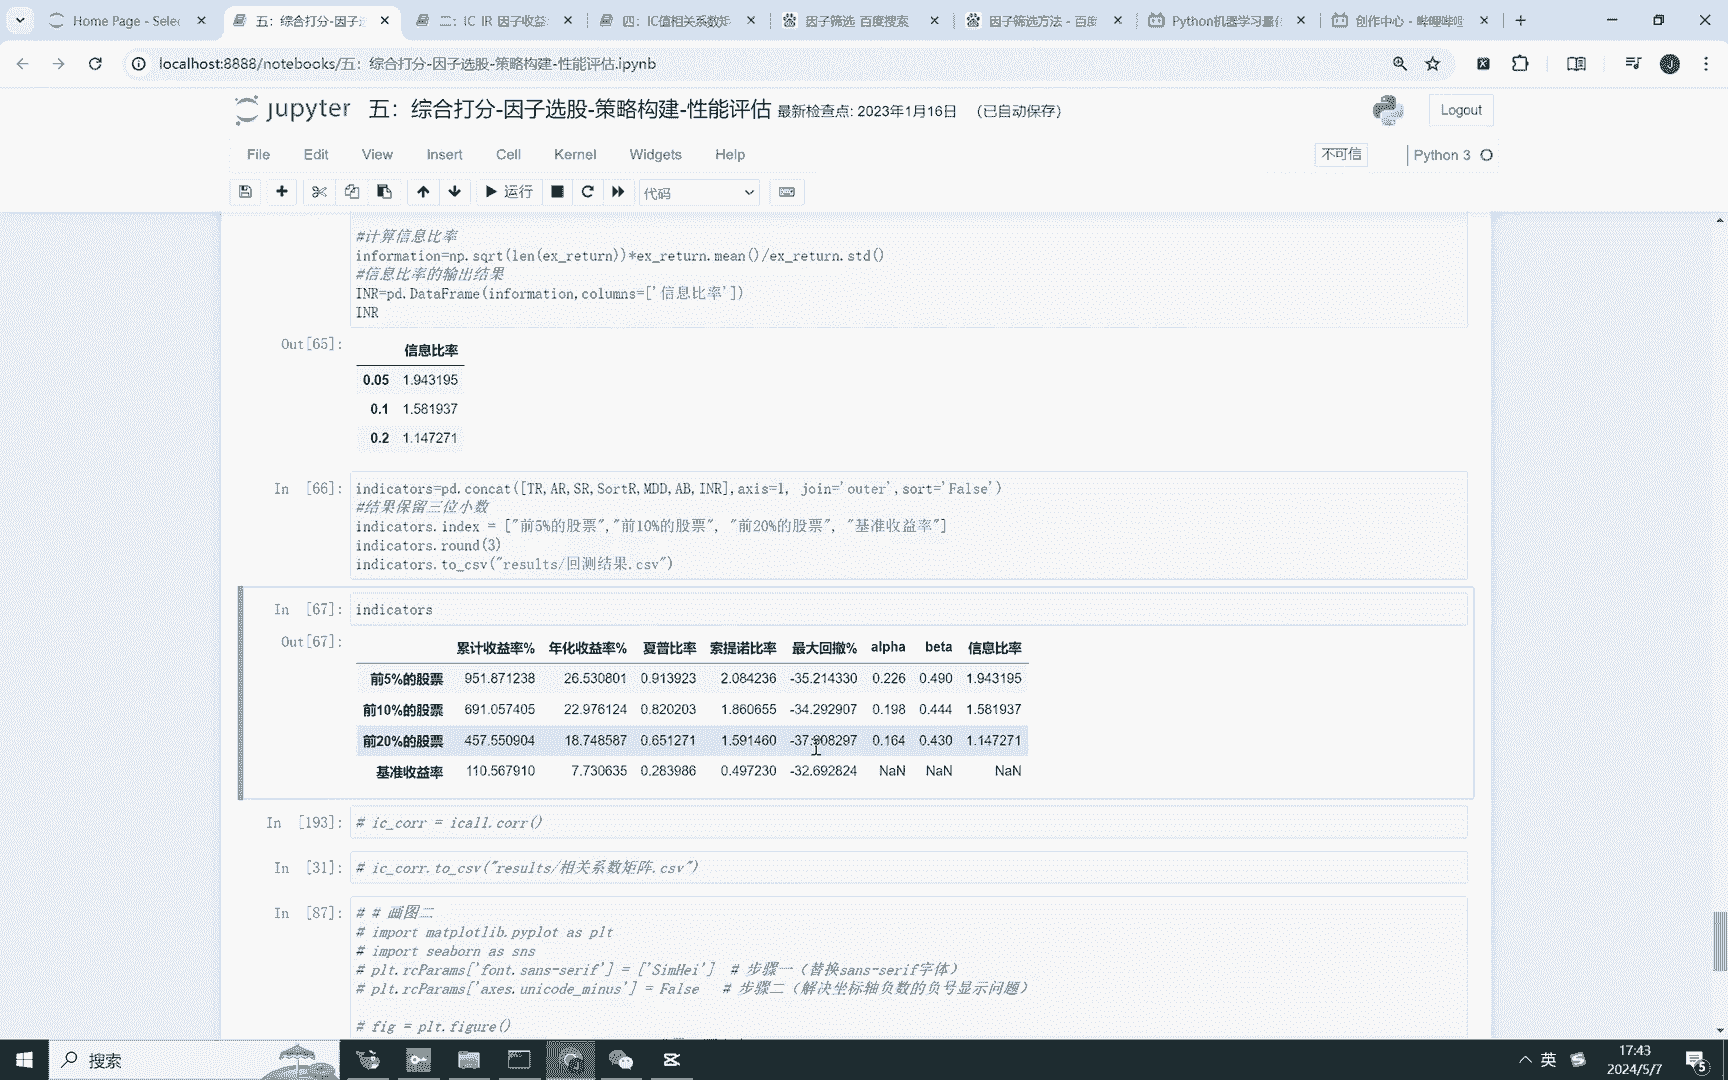 Home Page - Selec
五：综合打分-因子选
二：IC IR 因子收益
四：IC值相关系数矩
因子筛选 百度搜索
因子筛选方法 - 百度
Python机器学习量化
创作中心 - 哔哩哔哩
localhost:8888/notebooks/五：综合打分-因子选股-策略构建-性能评估.ipynb
jupyter 五：综合打分-因子选股-策略构建-性能评估 最新检查点: 2023年1月16日 （已自动保存）
Logout
File Edit View Insert Cell Kernel Widgets Help
不可信
Python 3
运行
代码
#计算信息比率
information=np.sqrt(len(ex_return))*ex_return.mean()/ex_return.std()
#信息比率的输出结果
INR=pd.DataFrame(information,columns=['信息比率'])
INR
Out[65]:
信息比率
0.05 1.943195
0.1 1.581937
0.2 1.147271
In [66]: indicators=pd.concat([TR,AR,SR,SortR,MDD,AB,INR],axis=1, join='outer',sort='False')
#结果保留三位小数
indicators.index = ["前5%的股票","前10%的股票", "前20%的股票", "基准收益率"]
indicators.round(3)
indicators.to_csv("results/回测结果.csv")
In [67]: indicators
Out[67]:
累计收益率% 年化收益率% 夏普比率 索提诺比率 最大回撤% alpha beta 信息比率
前5%的股票 951.871238 26.530801 0.913923 2.084236 -35.214330 0.226 0.490 1.943195
前10%的股票 691.057405 22.976124 0.820203 1.860655 -34.292907 0.198 0.444 1.581937
前20%的股票 457.550904 18.748587 0.651271 1.591460 -37.908297 0.164 0.430 1.147271
基准收益率 110.567910 7.730635 0.283986 0.497230 -32.692824 NaN NaN NaN
In [193]: # ic_corr = icall.corr()
In [31]: # ic_corr.to_csv("results/相关系数矩阵.csv")
In [87]: # # 画图二
# import matplotlib.pyplot as plt
# import seaborn as sns
# plt.rcParams['font.sans-serif'] = ['SimHei'] # 步骤一（替换sans-serif字体）
# plt.rcParams['axes.unicode_minus'] = False # 步骤二（解决坐标轴负数的负号显示问题）
# fig = plt.figure()
搜索
英
17:43
2024/5/7
5